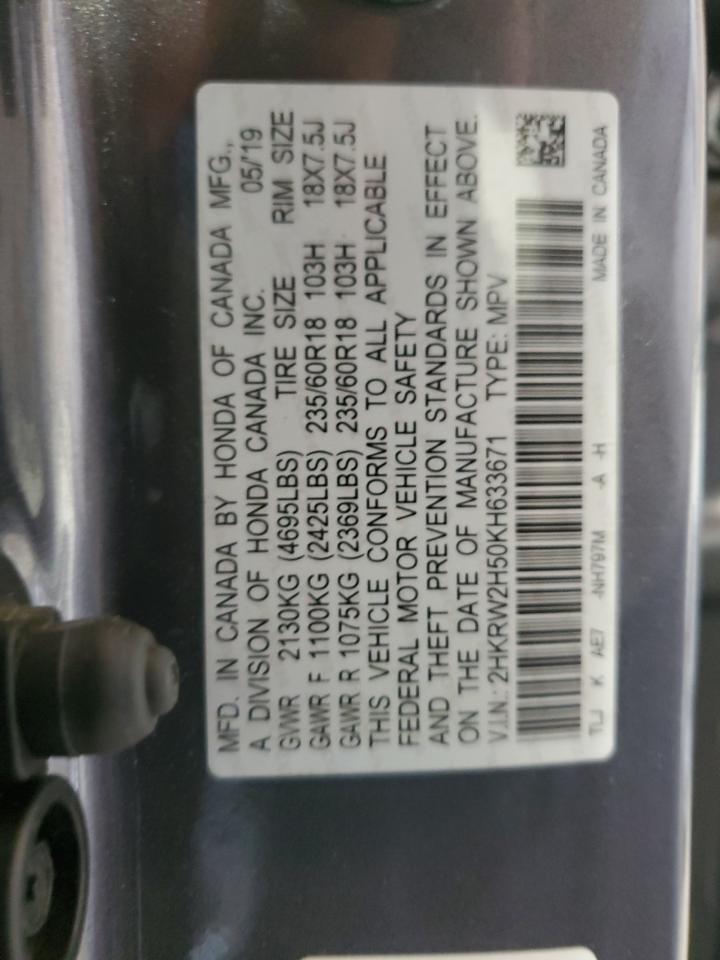 MFD. IN CANADA BY HONDA OF CANADA MFG.,
A DIVISION OF HONDA CANADA INC. 05/'19
GVWR 2130KG (4695LBS) TIRE SIZE RIM SIZE
GAWR F 1100KG (2425LBS) 235/60R18 103H 18X7.5J
GAWR R 1075KG (2369LBS) 235/60R18 103H 18X7.5J
THIS VEHICLE CONFORMS TO ALL APPLICABLE
FEDERAL MOTOR VEHICLE SAFETY
AND THEFT PREVENTION STANDARDS IN EFFECT
ON THE DATE OF MANUFACTURE SHOWN ABOVE.
V.I.N.: 2HKRW2H50KH633671 TYPE: MPV
TLJ K AE7 -NH797M -A -H MADE IN CANADA